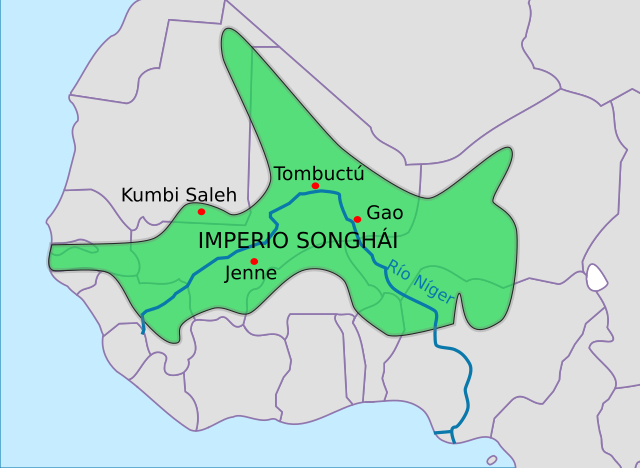 Tombuctú
Kumbi Saleh
Gao
IMPERIO SONGHÁI
Jenne
Río Níger